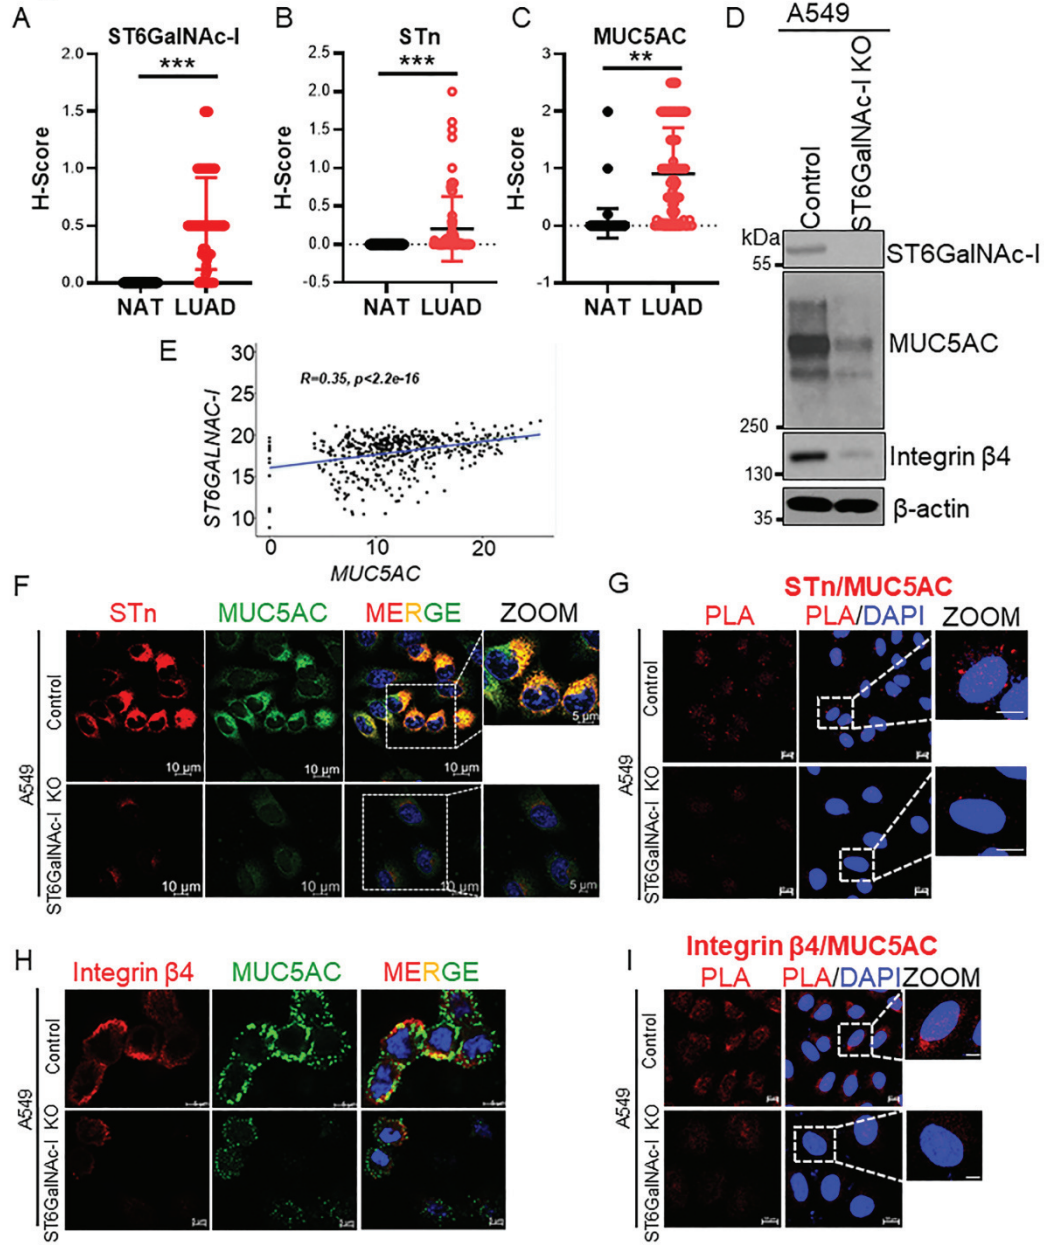 A
ST6GalNAc-I
***
H-Score
2.0
1.5
1.0
0.5
0.0
NAT LUAD
B
STn
***
H-Score
2.5
2.0
1.5
1.0
0.5
0.0
-0.5
NAT LUAD
C
MUC5AC
**
H-Score
3
2
1
0
-1
NAT LUAD
D
A549
Control
ST6GalNAc-I KO
kDa
55
ST6GalNAc-I
MUC5AC
250
Integrin β4
130
β-actin
35
E
R=0.35, p<2.2e-16
ST6GALNAC-I
30
25
20
15
10
0 10 20
MUC5AC
F
STn MUC5AC MERGE ZOOM
A549
Control
10 µm 10 µm 10 µm 5 µm
ST6GalNAc-I KO
10 µm 10 µm 10 µm 5 µm
G
STn/MUC5AC
PLA PLA/DAPI ZOOM
A549
Control
ST6GalNAc-I KO
H
Integrin β4 MUC5AC MERGE
A549
Control
ST6GalNAc-I KO
I
Integrin β4/MUC5AC
PLA PLA/DAPI ZOOM
A549
Control
ST6GalNAc-I KO